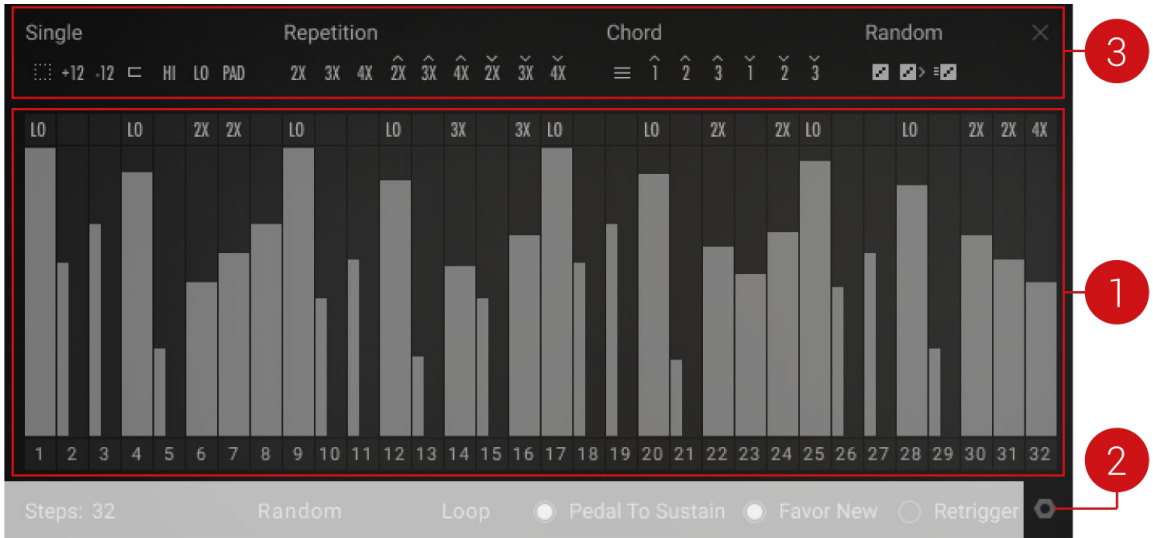 Single Repetition Chord Random
+12 -12 HI LO PAD 2X 3X 4X 2X 3X 4X 2X 3X 4X 1 2 3 1 2 3
3
LO LO 2X 2X LO LO 3X 3X LO LO 2X 2X LO LO 2X 2X 4X
1
1 2 3 4 5 6 7 8 9 10 11 12 13 14 15 16 17 18 19 20 21 22 23 24 25 26 27 28 29 30 31 32
2
Steps: 32 Random Loop Pedal To Sustain Favor New Retrigger